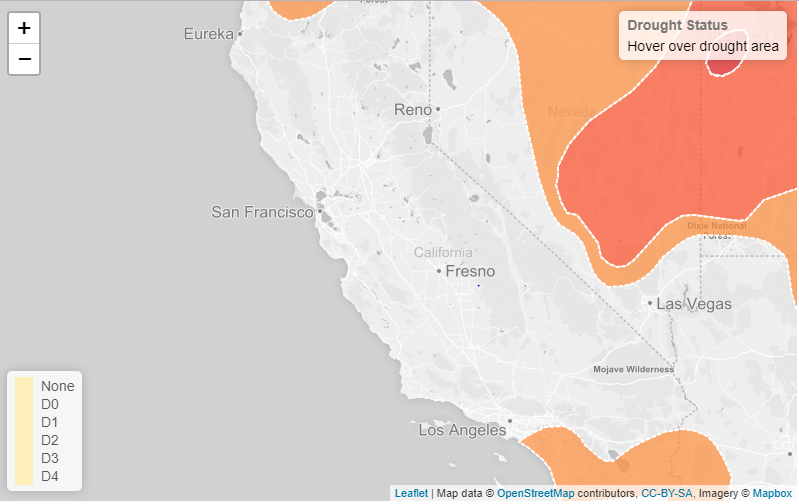 +
−
Eureka
Forest
Drought Status
Hover over drought area
City
Reno
Nevada
San Francisco
Dixie National
Forest
California
Fresno
Las Vegas
Mojave Wilderness
None
D0
D1
D2
D3
D4
Los Angeles
Leaflet | Map data © OpenStreetMap contributors, CC-BY-SA, Imagery © Mapbox